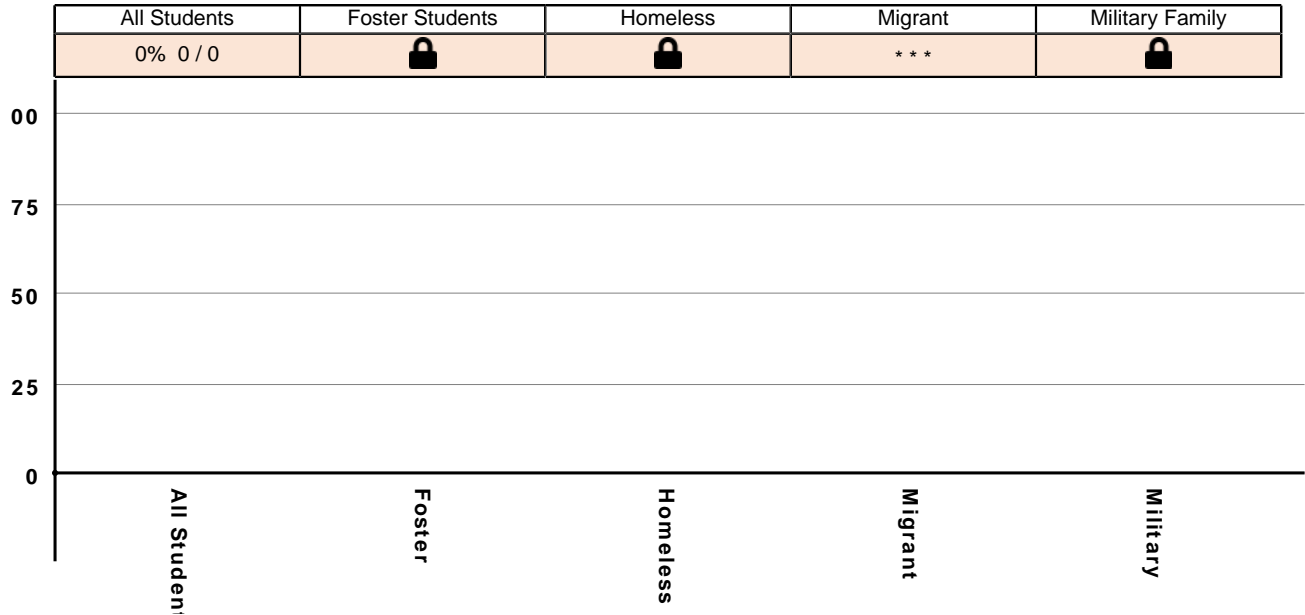 All Students Foster Students Homeless Migrant Military Family
0% 0 / 0 * * *
00
75
50
25
0
All Student
Foster
Homeless
Migrant
Military